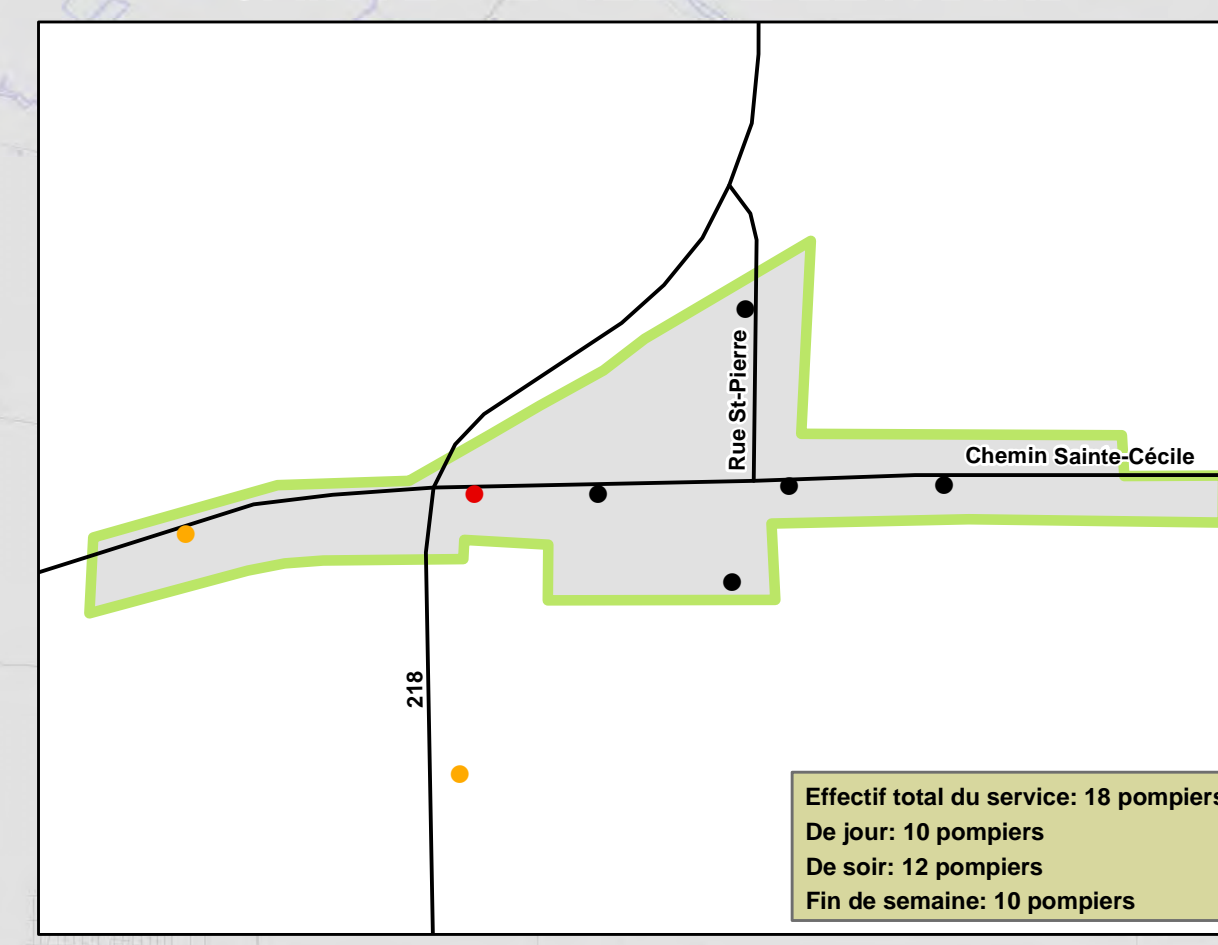 Rue St-Pierre
Chemin Sainte-Cécile
218
Effectif total du service: 18 pompiers
De jour: 10 pompiers
De soir: 12 pompiers
Fin de semaine: 10 pompiers